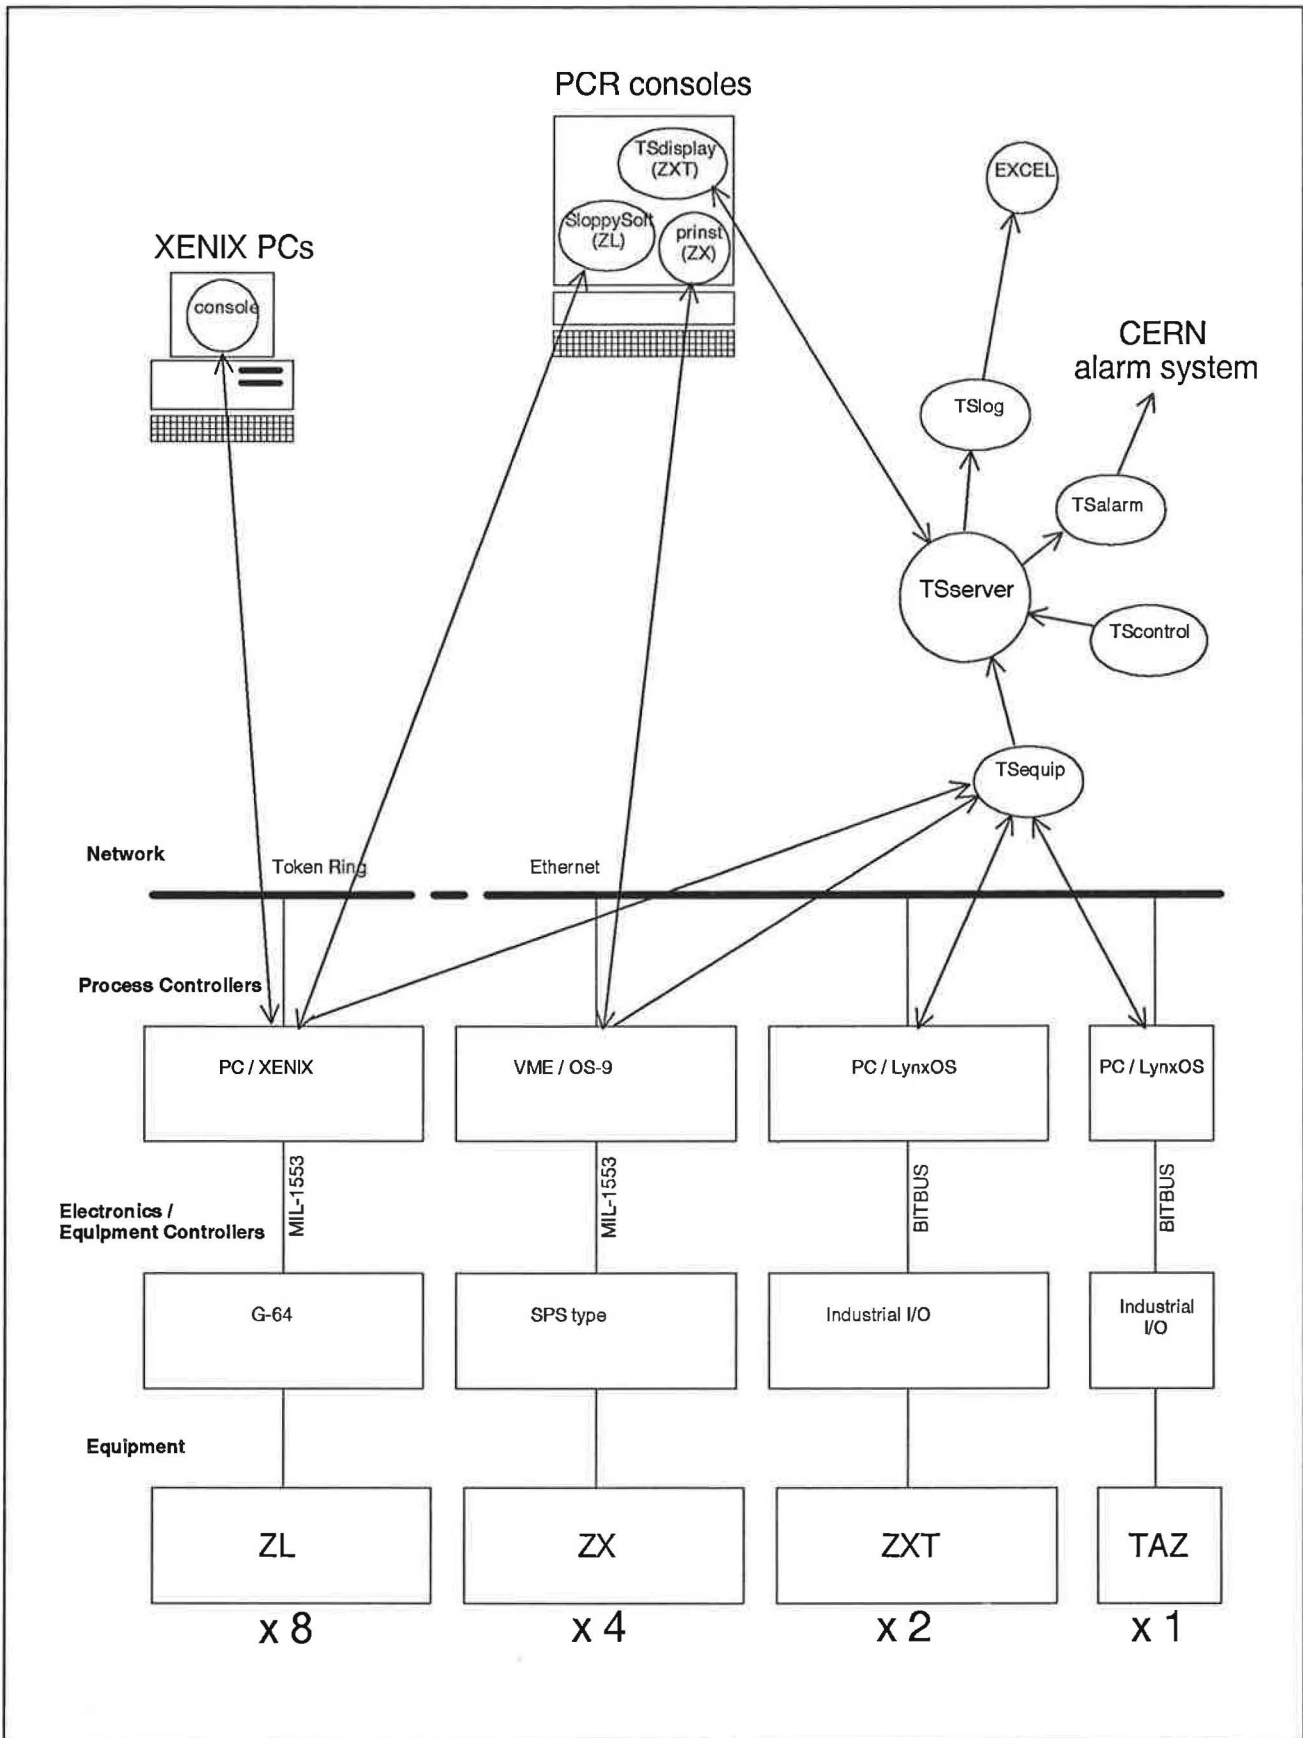 PCR consoles
TSdisplay
(ZXT)
EXCEL
SloppySoft
(ZL)
prinst
(ZX)
XENIX PCs
console
CERN
alarm system
TSlog
TSalarm
TSserver
TScontrol
TSequip
Network
Token Ring
Ethernet
Process Controllers
PC / XENIX
VME / OS-9
PC / LynxOS
PC / LynxOS
MIL-1553
MIL-1553
BITBUS
BITBUS
Electronics /
Equipment Controllers
G-64
SPS type
Industrial I/O
Industrial
I/O
Equipment
ZL
ZX
ZXT
TAZ
x 8
x 4
x 2
x 1